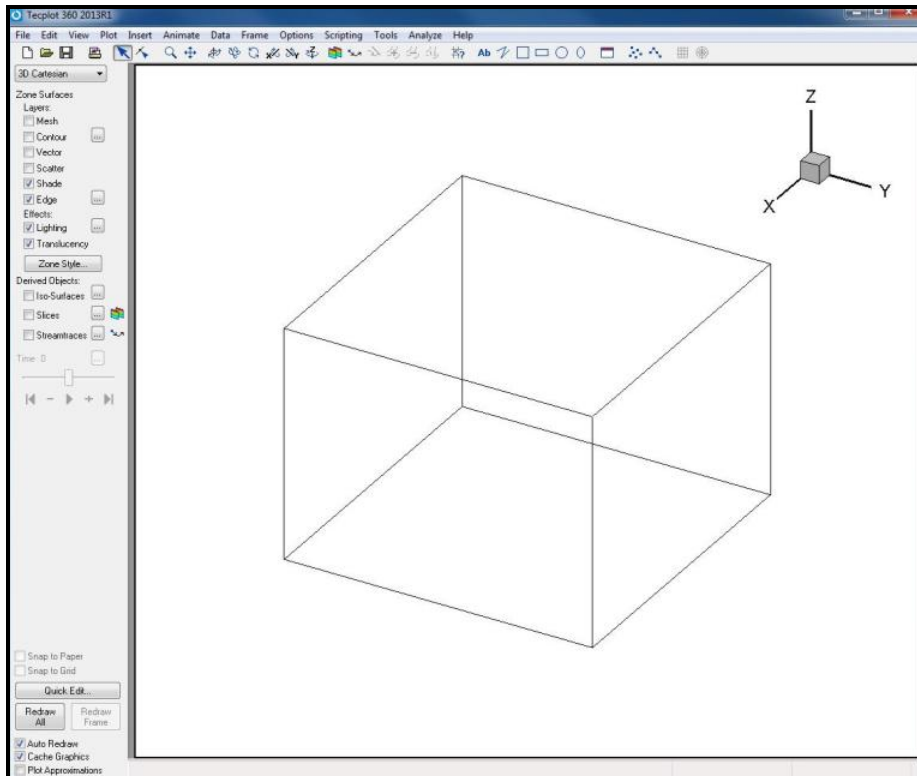 Tecplot 360 2013R1
File Edit View Plot Insert Animate Data Frame Options Scripting Tools Analyze Help
Ab
3D Cartesian
Zone Surfaces
Layers:
Mesh
Contour ...
Vector
Scatter
Shade
Edge ...
Effects:
Lighting ...
Translucency
Zone Style...
Derived Objects:
Iso-Surfaces ...
Slices ...
Streamtraces ...
Time: 0 ...
Snap to Paper
Snap to Grid
Quick Edit...
Redraw All
Redraw Frame
Auto Redraw
Cache Graphics
Plot Approximations
Z
Y
X